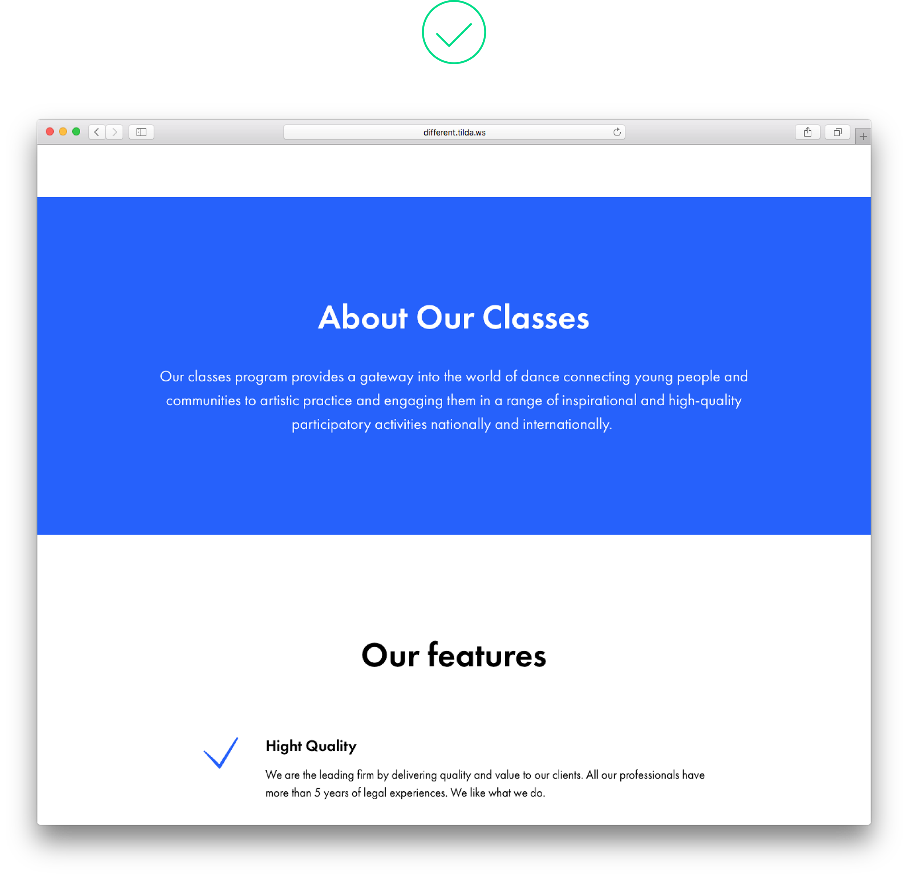 different.tilda.ws
About Our Classes
Our classes program provides a gateway into the world of dance connecting young people and
communities to artistic practice and engaging them in a range of inspirational and high-quality
participatory activities nationally and internationally.
Our features
Hight Quality
We are the leading firm by delivering quality and value to our clients. All our professionals have
more than 5 years of legal experiences. We like what we do.